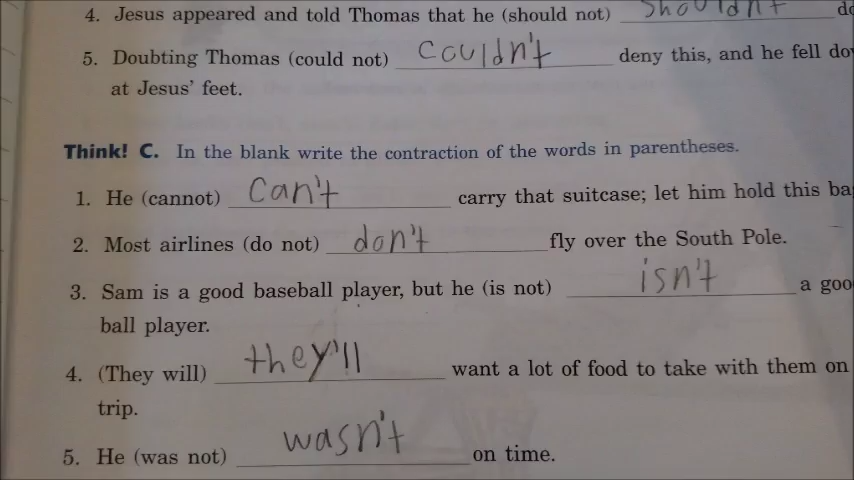 4. Jesus appeared and told Thomas that he (should not) shouldn't
5. Doubting Thomas (could not) couldn't deny this, and he fell
at Jesus' feet.
Think! C. In the blank write the contraction of the words in parentheses.
1. He (cannot) can't carry that suitcase; let him hold this
2. Most airlines (do not) don't fly over the South Pole.
3. Sam is a good baseball player, but he (is not) isn't a
ball player.
4. (They will) they'll want a lot of food to take with them on
trip.
5. He (was not) wasn't on time.